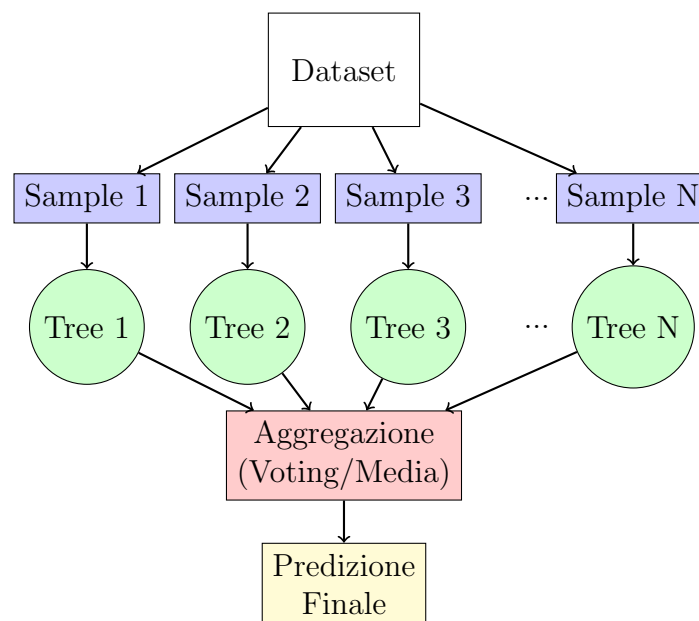 Dataset
Sample 1 Sample 2 Sample 3 ... Sample N
Tree 1 Tree 2 Tree 3 ... Tree N
Aggregazione
(Voting/Media)
Predizione
Finale